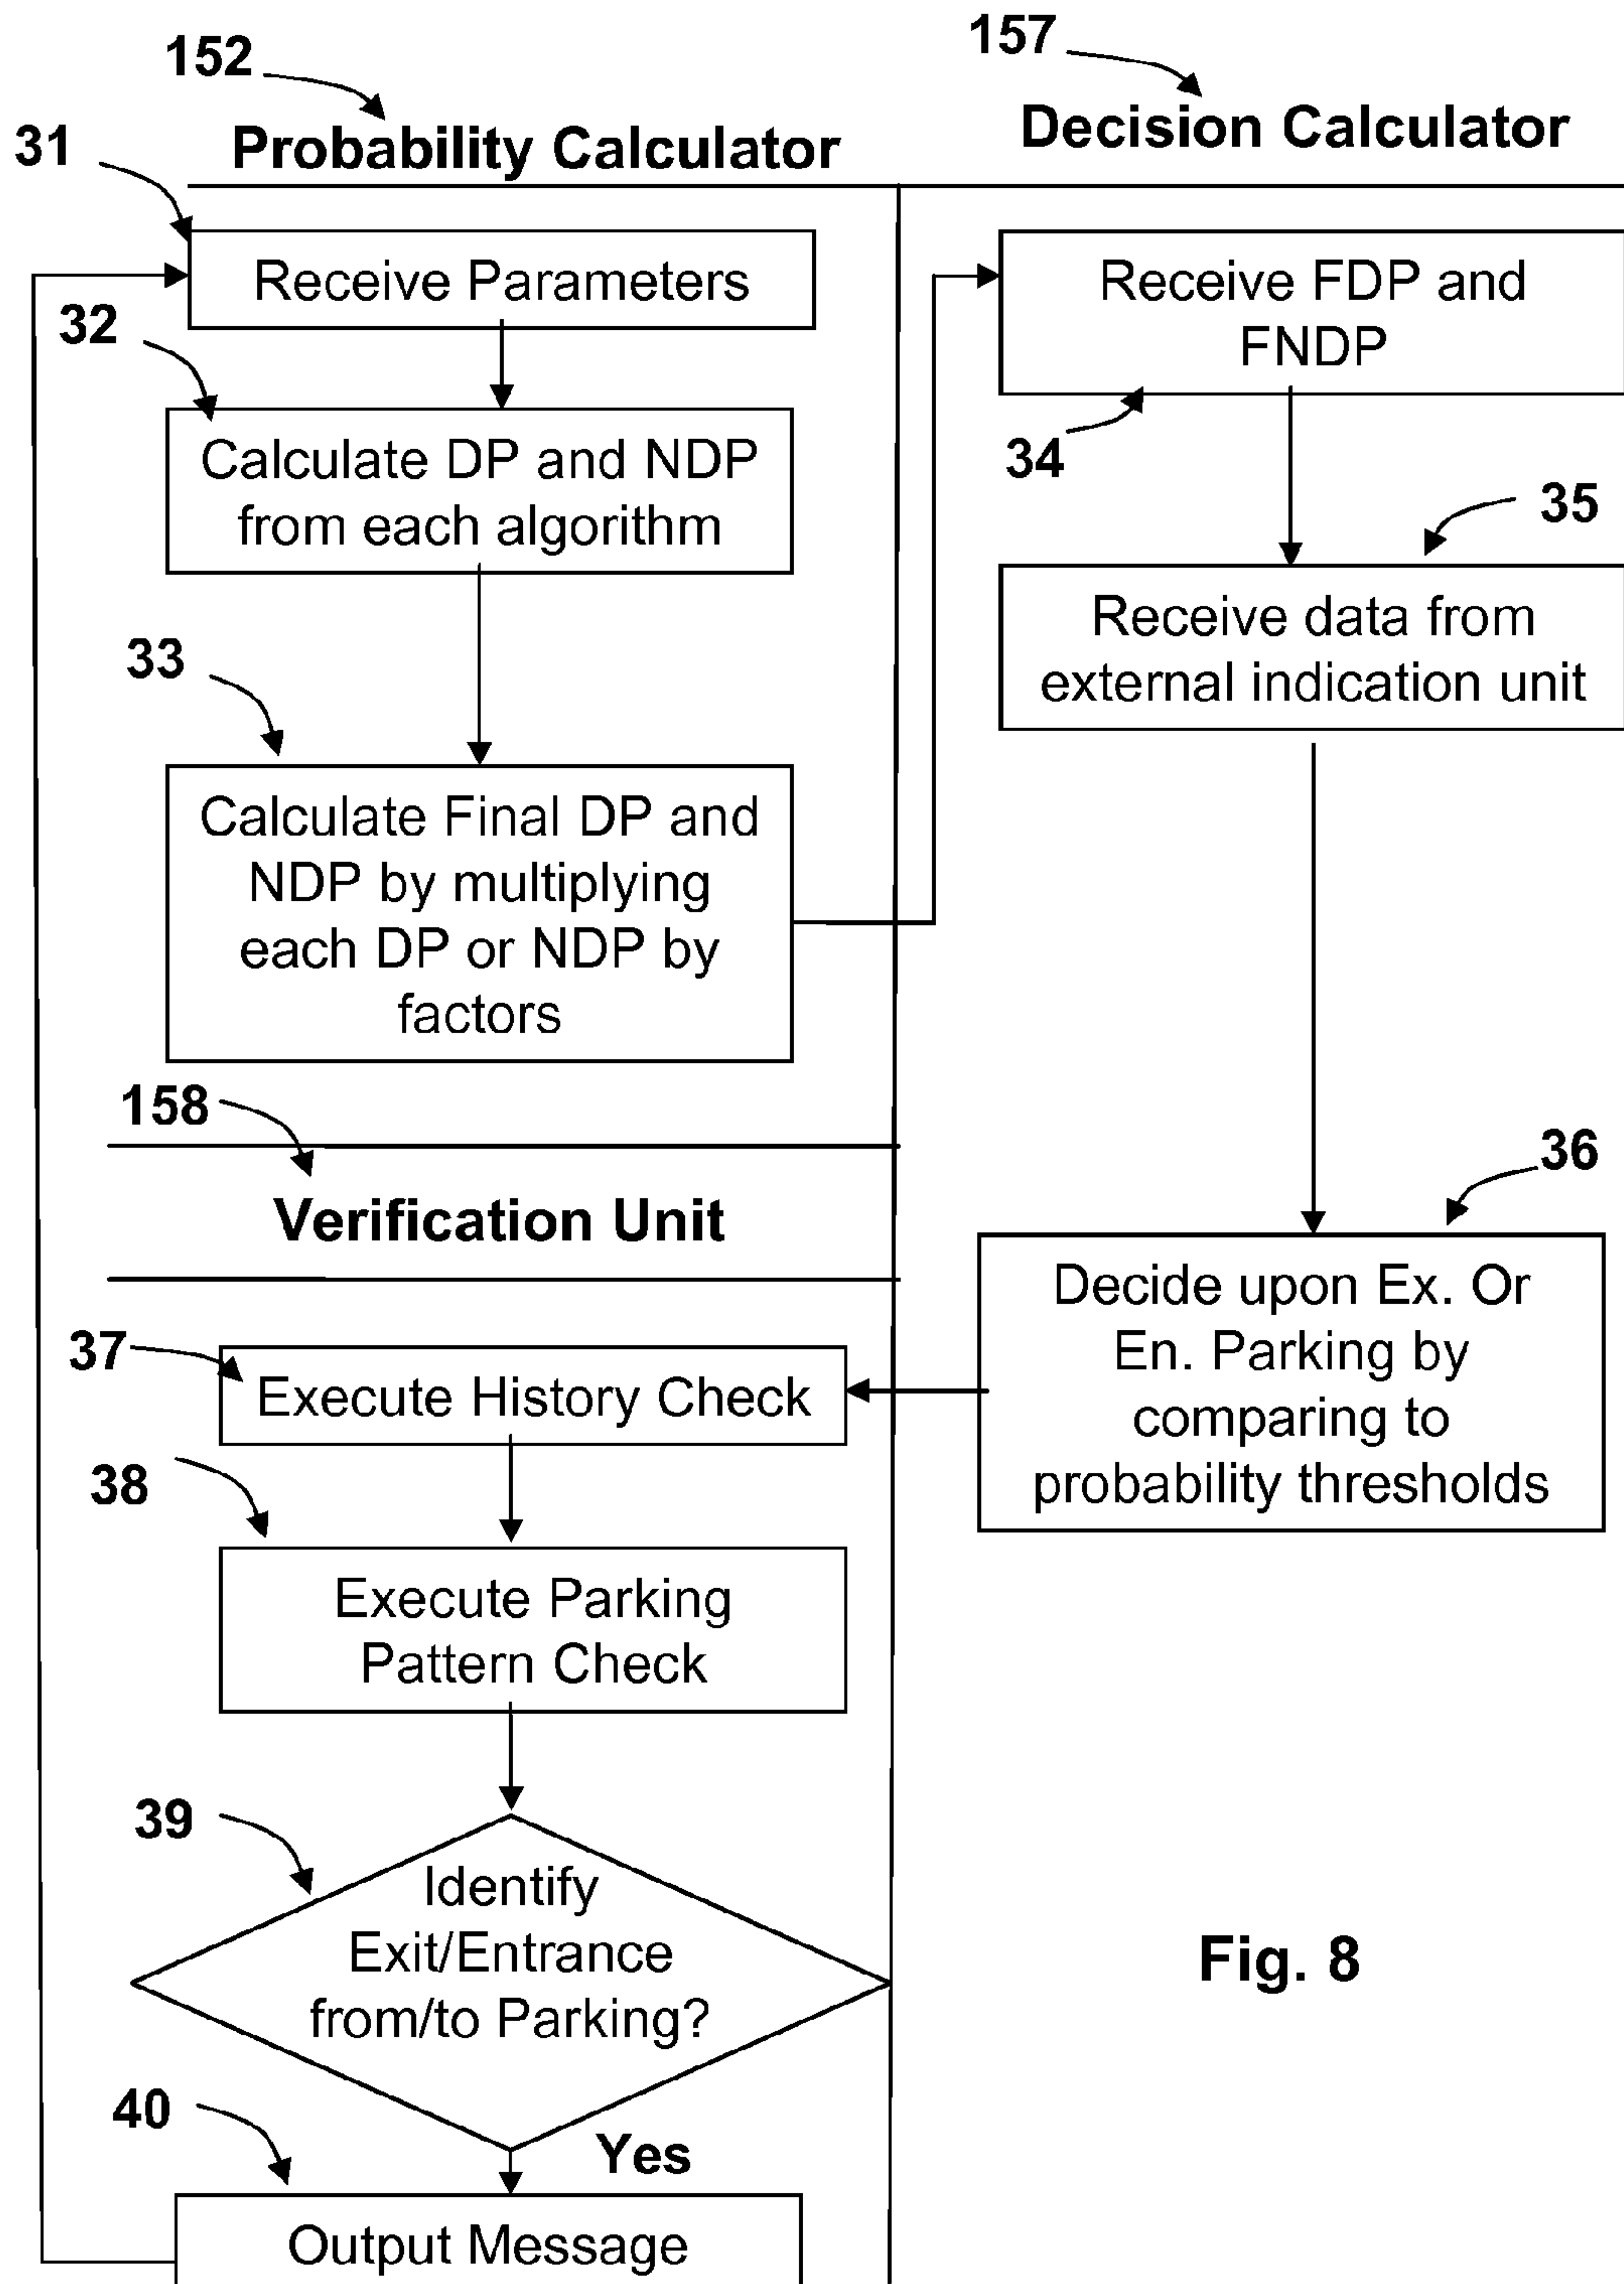 152
157
Probability Calculator
Decision Calculator
31
Receive Parameters
32
Calculate DP and NDP
from each algorithm
33
Calculate Final DP and
NDP by multiplying
each DP or NDP by
factors
Receive FDP and
FNDP
34
35
Receive data from
external indication unit
36
Decide upon Ex. Or
En. Parking by
comparing to
probability thresholds
158
Verification Unit
37
Execute History Check
38
Execute Parking
Pattern Check
39
Identify
Exit/Entrance
from/to Parking?
40
Yes
Output Message
Fig. 8